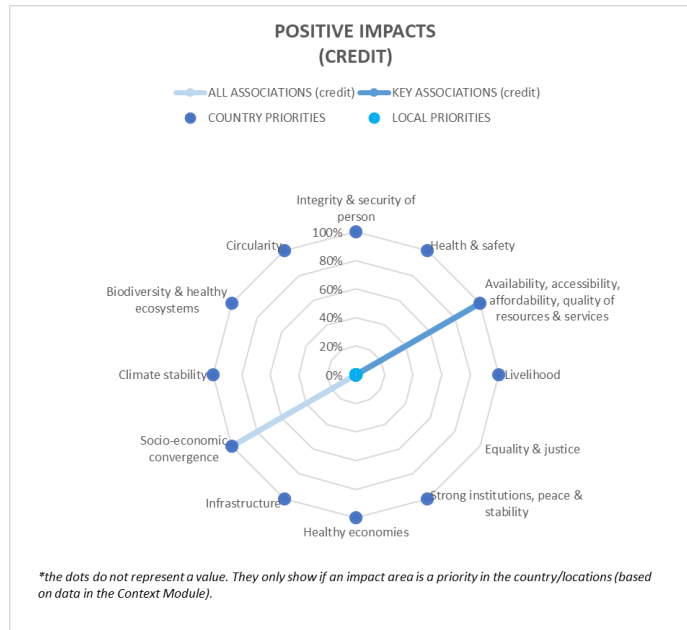 POSITIVE IMPACTS
(CREDIT)
ALL ASSOCIATIONS (credit)
KEY ASSOCIATIONS (credit)
COUNTRY PRIORITIES
LOCAL PRIORITIES
Integrity & security of
person
100%
Circularity
Health & safety
80%
Availability, accessibility,
affordability, quality of
resources & services
Biodiversity & healthy
ecosystems
60%
40%
20%
Climate stability
0%
Livelihood
Socio-economic
convergence
Equality & justice
Infrastructure
Strong institutions, peace &
stability
Healthy economies
*the dots do not represent a value. They only show if an impact area is a priority in the country/locations (based
on data in the Context Module).